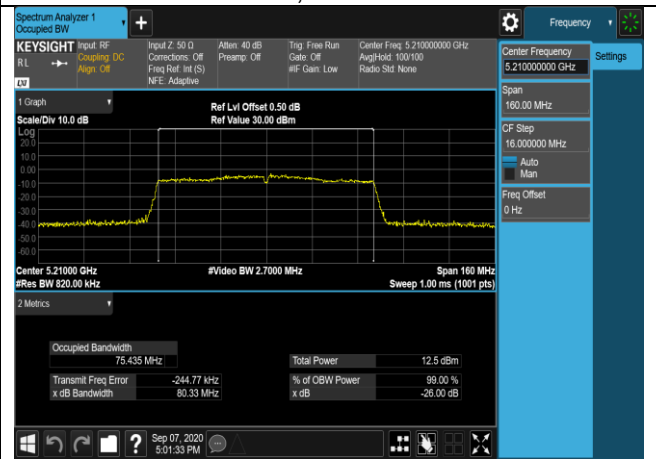 Spectrum Analyzer 1
Occupied BW
Frequency
KEYSIGHT
Input: RF
Coupling: DC
Align: Off
Input Z: 50 Ω
Corrections: Off
Freq Ref: Int (S)
NFE: Adaptive
Atten: 40 dB
Preamp: Off
Trig: Free Run
Gate: Off
#IF Gain: Low
Center Freq: 5.210000000 GHz
Avg|Hold: 100/100
Radio Std: None
RL
LXI
Center Frequency
5.210000000 GHz
Settings
Span
160.00 MHz
CF Step
16.000000 MHz
Auto
Man
Freq Offset
0 Hz
1 Graph
Scale/Div 10.0 dB
Ref Lvl Offset 0.50 dB
Ref Value 30.00 dBm
Log
20.0
10.0
0.00
-10.0
-20.0
-30.0
-40.0
-50.0
-60.0
Center 5.21000 GHz
#Res BW 820.00 kHz
#Video BW 2.7000 MHz
Span 160 MHz
Sweep 1.00 ms (1001 pts)
2 Metrics
Occupied Bandwidth
75.435 MHz
Total Power 12.5 dBm
Transmit Freq Error -244.77 kHz
% of OBW Power 99.00 %
x dB Bandwidth 80.33 MHz
x dB -26.00 dB
?
Sep 07, 2020
5:01:33 PM